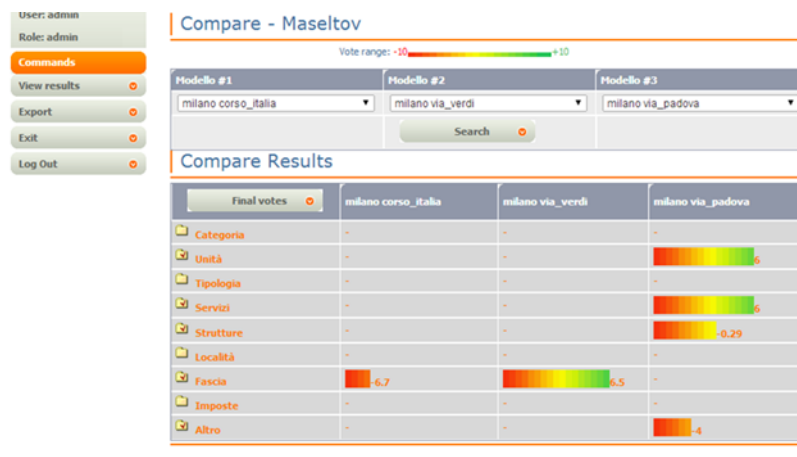 User: admin
Role: admin
Commands
View results
Export
Exit
Log Out
Compare - Maseltov
Vote range: -10 +10
Modello #1 Modello #2 Modello #3
milano corso_italia milano via_verdi milano via_padova
Search
Compare Results
Final votes milano corso_italia milano via_verdi milano via_padova
Categoria - - -
Unità - - 6
Tipologia - - -
Servizi - - 6
Strutture - - -0.29
Località - - -
Fascia -6.7 6.5 -
Imposte - - -
Altro - - -4